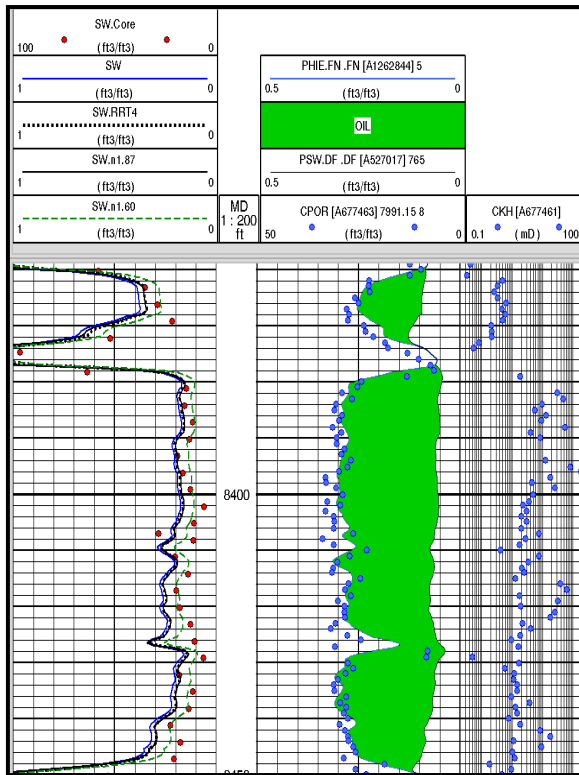 SW.Core
100 (ft3/ft3) 0
SW
1 (ft3/ft3) 0
SW.RRT4
1 (ft3/ft3) 0
SW.n1.87
1 (ft3/ft3) 0
SW.n1.60
1 (ft3/ft3) 0
MD
1 : 200
ft
PHIE.FN .FN [A1262844] 5
0.5 (ft3/ft3) 0
OIL
PSW.DF .DF [A527017] 765
0.5 (ft3/ft3) 0
CPOR [A677463] 7991.15 8
50 (ft3/ft3) 0
CKH [A677461]
0.1 (mD) 100
8400